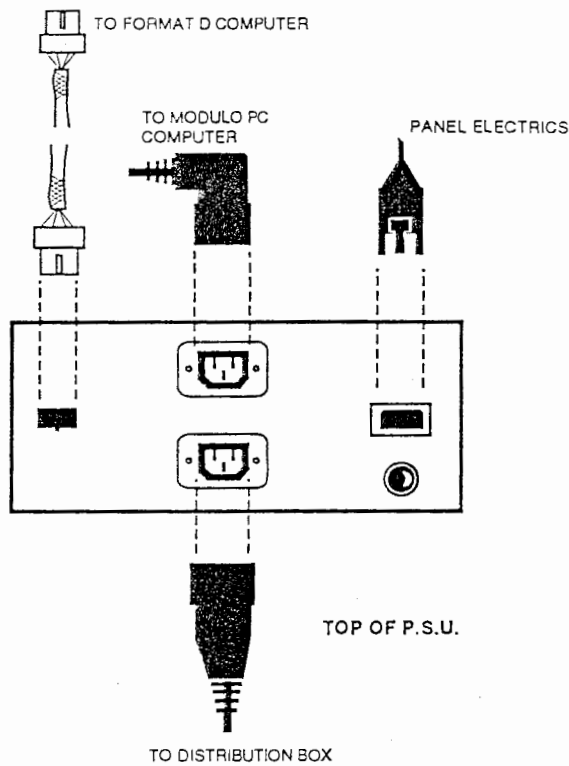 TO FORMAT D COMPUTER
TO MODULO PC
COMPUTER
PANEL ELECTRICS
TOP OF P.S.U.
TO DISTRIBUTION BOX